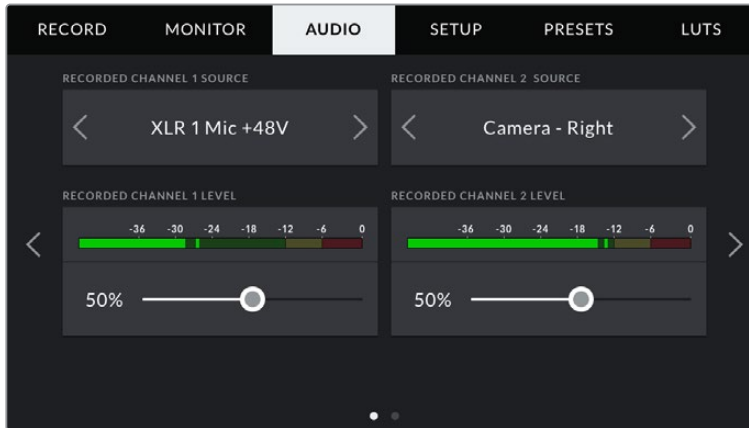 RECORD MONITOR AUDIO SETUP PRESETS LUTS
RECORDED CHANNEL 1 SOURCE RECORDED CHANNEL 2 SOURCE
XLR 1 Mic +48V Camera - Right
RECORDED CHANNEL 1 LEVEL RECORDED CHANNEL 2 LEVEL
-36 -30 -24 -18 -12 -6 0 -36 -30 -24 -18 -12 -6 0
50% 50%